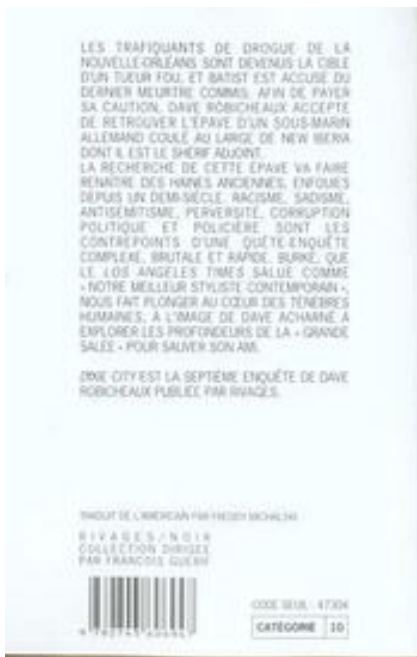 LES TRAFIQUANTS DE DROGUE DE LA
NOUVELLE-ORLÉANS SONT DEVENUS LA CIBLE
D'UN TUEUR FOU, ET BATIST EST ACCUSÉ DU
DERNIER MEURTRE COMMIS. AFIN DE PAYER
SA CAUTION, DAVE ROBICHEAUX ACCEPTE
DE RETROUVER L'ÉPAVE D'UN SOUS-MARIN
ALLEMAND COULÉ AU LARGE DE NEW IBERIA
DONT IL EST LE SHÉRIF ADJOINT.
LA RECHERCHE DE CETTE ÉPAVE VA FAIRE
RENAÎTRE DES HAINES ANCIENNES, ENFOUIES
DEPUIS UN DEMI-SIÈCLE. RACISME, SADISME,
ANTISÉMITISME, PERVERSITÉ, CORRUPTION
POLITIQUE ET POLICIÈRE SONT LES
CONTREPOINTS D'UNE QUÊTE-ENQUÊTE
COMPLEXE, BRUTALE ET RAPIDE. BURKE, QUE
LE LOS ANGELES TIMES SALUE COMME
« NOTRE MEILLEUR STYLISTE CONTEMPORAIN »,
NOUS FAIT PLONGER AU CŒUR DES TÉNÈBRES
HUMAINES, À L'IMAGE DE DAVE ACHARNÉ À
EXPLORER LES PROFONDEURS DE LA « GRANDE
SALÉE » POUR SAUVER SON AMI.
DIXIE CITY EST LA SEPTIÈME ENQUÊTE DE DAVE
ROBICHEAUX PUBLIÉE PAR RIVAGES.
TRADUIT DE L'AMÉRICAIN PAR FREDDY MICHALSKI
RIVAGES/NOIR
COLLECTION DIRIGÉE
PAR FRANÇOIS GUÉRIF
CODE SEUIL : 47304
CATÉGORIE 10